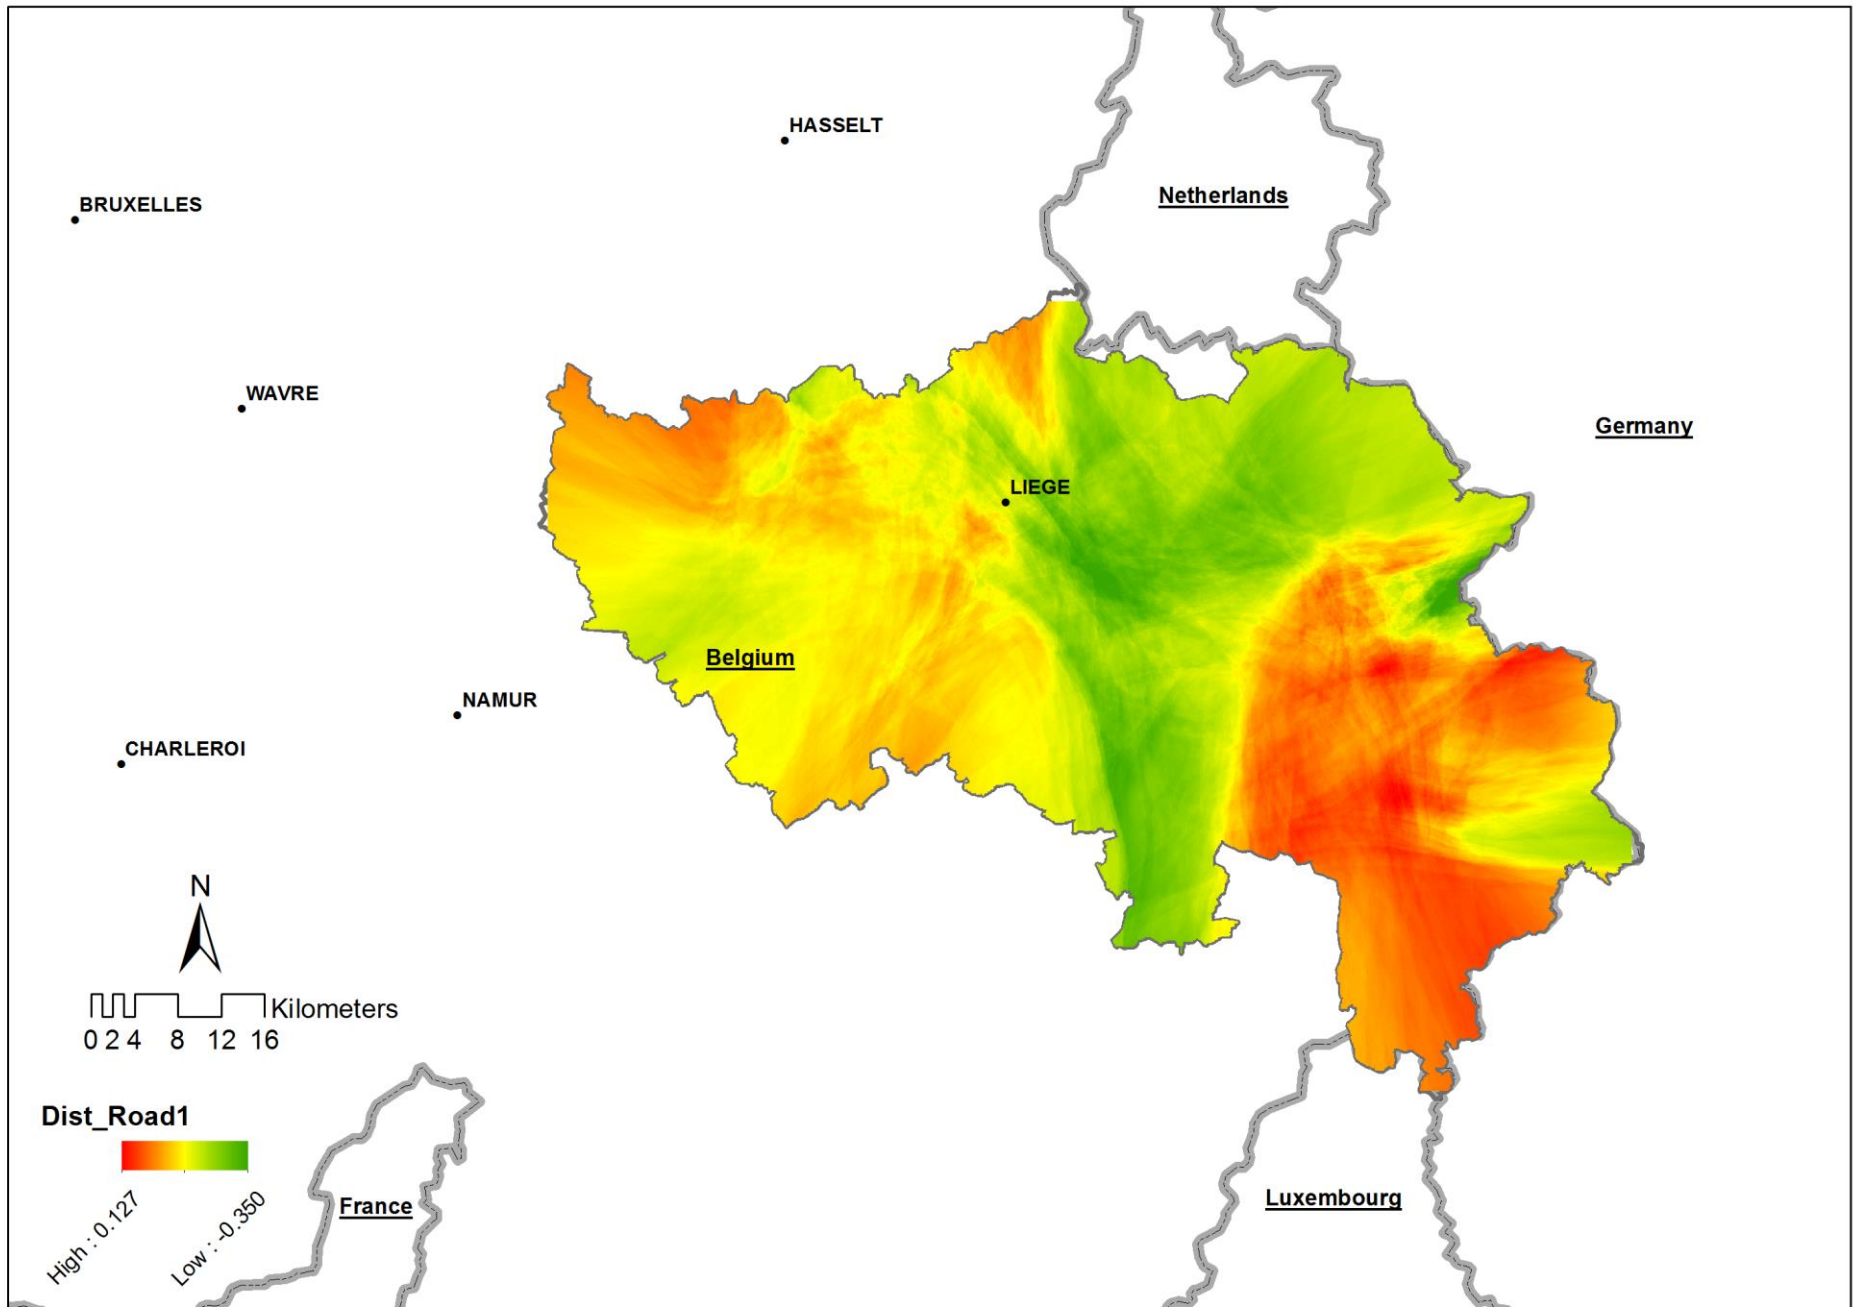 HASSELT
Netherlands
BRUXELLES
WAVRE
Germany
LIEGE
Belgium
NAMUR
CHARLEROI
N
Kilometers
0 2 4 8 12 16
Dist_Road1
High : 0.127
Low : -0.350
France
Luxembourg